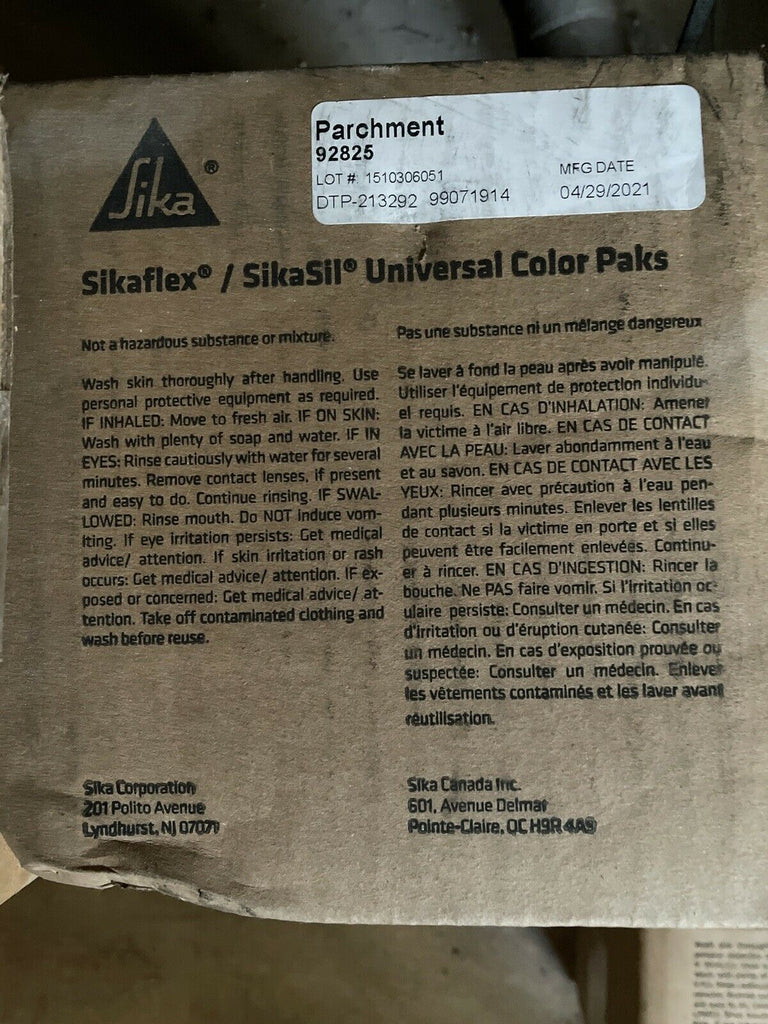 Sika®
Parchment
92825
LOT #: 1510306051
MFG DATE
DTP-213292 99071914
04/29/2021
Sikaflex® / SikaSil® Universal Color Paks
Not a hazardous substance or mixture.
Wash skin thoroughly after handling. Use
personal protective equipment as required.
IF INHALED: Move to fresh air. IF ON SKIN:
Wash with plenty of soap and water. IF IN
EYES: Rinse cautiously with water for several
minutes. Remove contact lenses, if present
and easy to do. Continue rinsing. IF SWAL-
LOWED: Rinse mouth. Do NOT induce vom-
iting. If eye irritation persists: Get medical
advice/ attention. If skin irritation or rash
occurs: Get medical advice/ attention. IF ex-
posed or concerned: Get medical advice/ at-
tention. Take off contaminated clothing and
wash before reuse.
Pas une substance ni un mélange dangereux
Se laver à fond la peau après avoir manipulé.
Utiliser l'équipement de protection individu-
el requis. EN CAS D'INHALATION: Amener
la victime à l'air libre. EN CAS DE CONTACT
AVEC LA PEAU: Laver abondamment à l'eau
et au savon. EN CAS DE CONTACT AVEC LES
YEUX: Rincer avec précaution à l'eau pen-
dant plusieurs minutes. Enlever les lentilles
de contact si la victime en porte et si elles
peuvent être facilement enlevées. Continu-
er à rincer. EN CAS D'INGESTION: Rincer la
bouche. Ne PAS faire vomir. Si l'irritation oc-
ulaire persiste: Consulter un médecin. En cas
d'irritation ou d'éruption cutanée: Consulter
un médecin. En cas d'exposition prouvée ou
suspectée: Consulter un médecin. Enlever
les vêtements contaminés et les laver avant
réutilisation.
Sika Corporation
201 Polito Avenue
Lyndhurst, NJ 07071
Sika Canada Inc.
601, Avenue Delmar
Pointe-Claire, QC H9R 4A9